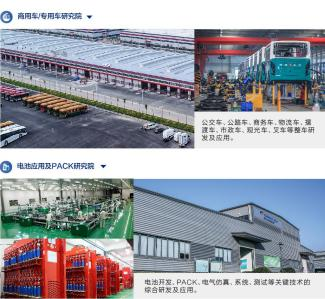 商用车/专用车研究院
公交车、公路车、商务车、物流车、摆
渡车、市政车、观光车、叉车等整车研
发及应用。
电池应用及PACK研究院
电池开发、PACK、电气仿真、系统、测试等关键技术的
综合研发及应用。